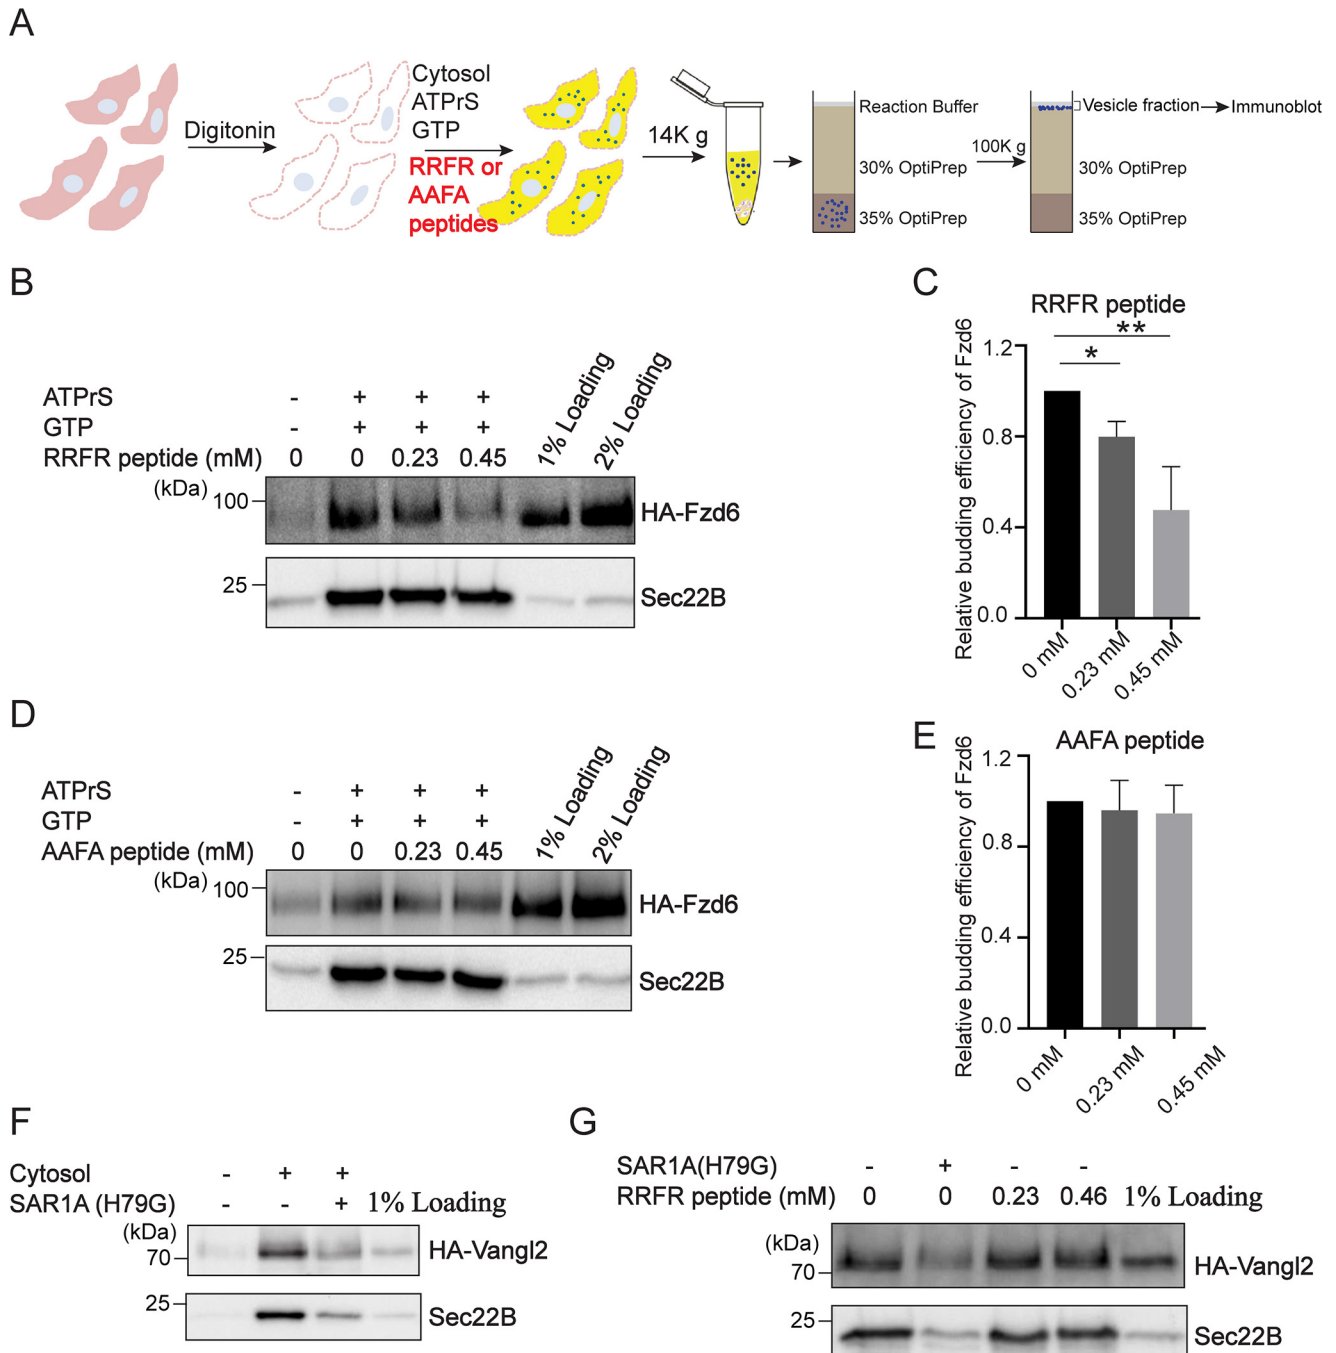 A
Digitonin
Cytosol
ATPrS
GTP
RRFR or
AAFA
peptides
14K g
Reaction Buffer
30% OptiPrep
35% OptiPrep
100K g
Vesicle fraction
Immunoblot
30% OptiPrep
35% OptiPrep
B
ATPrS - + + +
GTP - + + +
RRFR peptide (mM) 0 0 0.23 0.45 1% Loading 2% Loading
(kDa)
100
HA-Fzd6
25
Sec22B
C
RRFR peptide
**
*
Relative budding efficiency of Fzd6
1.2
0.8
0.4
0.0
0 mM
0.23 mM
0.45 mM
D
ATPrS - + + +
GTP - + + +
AAFA peptide (mM) 0 0 0.23 0.45 1% Loading 2% Loading
(kDa)
100
HA-Fzd6
25
Sec22B
E
AAFA peptide
Relative budding efficiency of Fzd6
1.2
0.8
0.4
0.0
0 mM
0.23 mM
0.45 mM
F
Cytosol - + +
SAR1A (H79G) - - + 1% Loading
(kDa)
70
HA-Vangl2
25
Sec22B
G
SAR1A(H79G) - + - -
RRFR peptide (mM) 0 0 0.23 0.46 1% Loading
(kDa)
70
HA-Vangl2
25
Sec22B